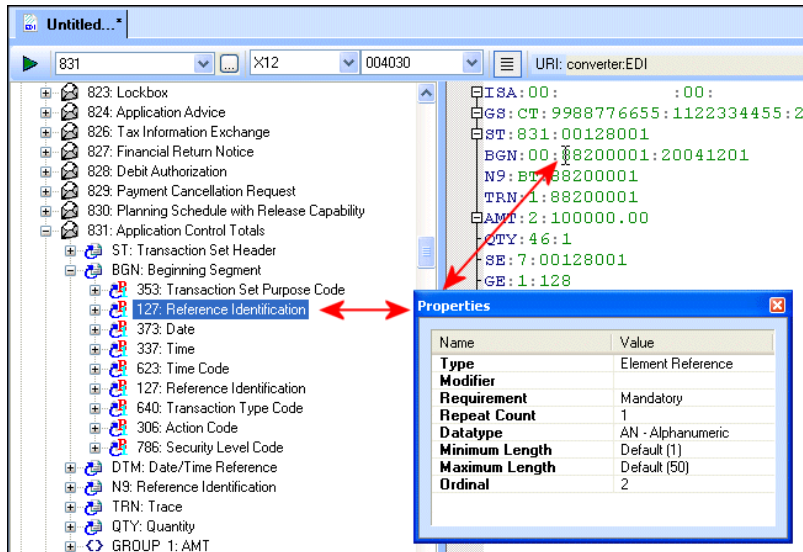 Untitled...*
831 ... X12 004030 URI: converter:EDI
823: Lockbox
824: Application Advice
826: Tax Information Exchange
827: Financial Return Notice
828: Debit Authorization
829: Payment Cancellation Request
830: Planning Schedule with Release Capability
831: Application Control Totals
ST: Transaction Set Header
BGN: Beginning Segment
353: Transaction Set Purpose Code
127: Reference Identification
373: Date
337: Time
623: Time Code
127: Reference Identification
640: Transaction Type Code
306: Action Code
786: Security Level Code
DTM: Date/Time Reference
N9: Reference Identification
TRN: Trace
QTY: Quantity
GROUP 1: AMT
ISA:00:          :00:
GS:CT:9988776655:1122334455:2
ST:831:00128001
BGN:00:88200001:20041201
N9:BT:88200001
TRN:1:88200001
AMT:2:100000.00
QTY:46:1
SE:7:00128001
GE:1:128
Properties
Name Value
Type Element Reference
Modifier
Requirement Mandatory
Repeat Count 1
Datatype AN - Alphanumeric
Minimum Length Default (1)
Maximum Length Default (50)
Ordinal 2